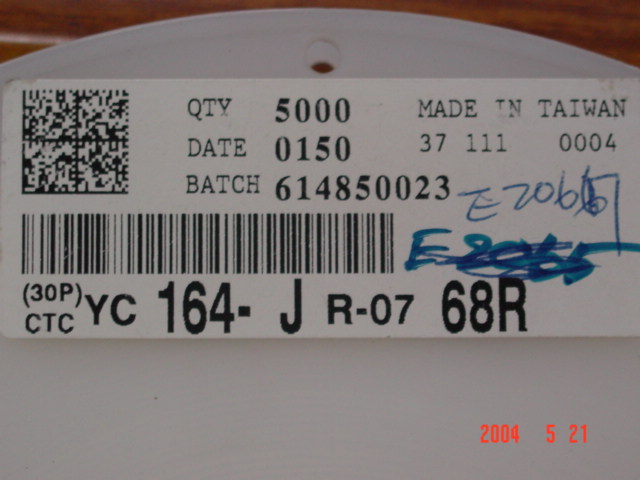 QTY 5000 MADE IN TAIWAN
DATE 0150 37 111 0004
BATCH 614850023
(30P)
CTC YC 164- J R-07 68R
2004 5 21